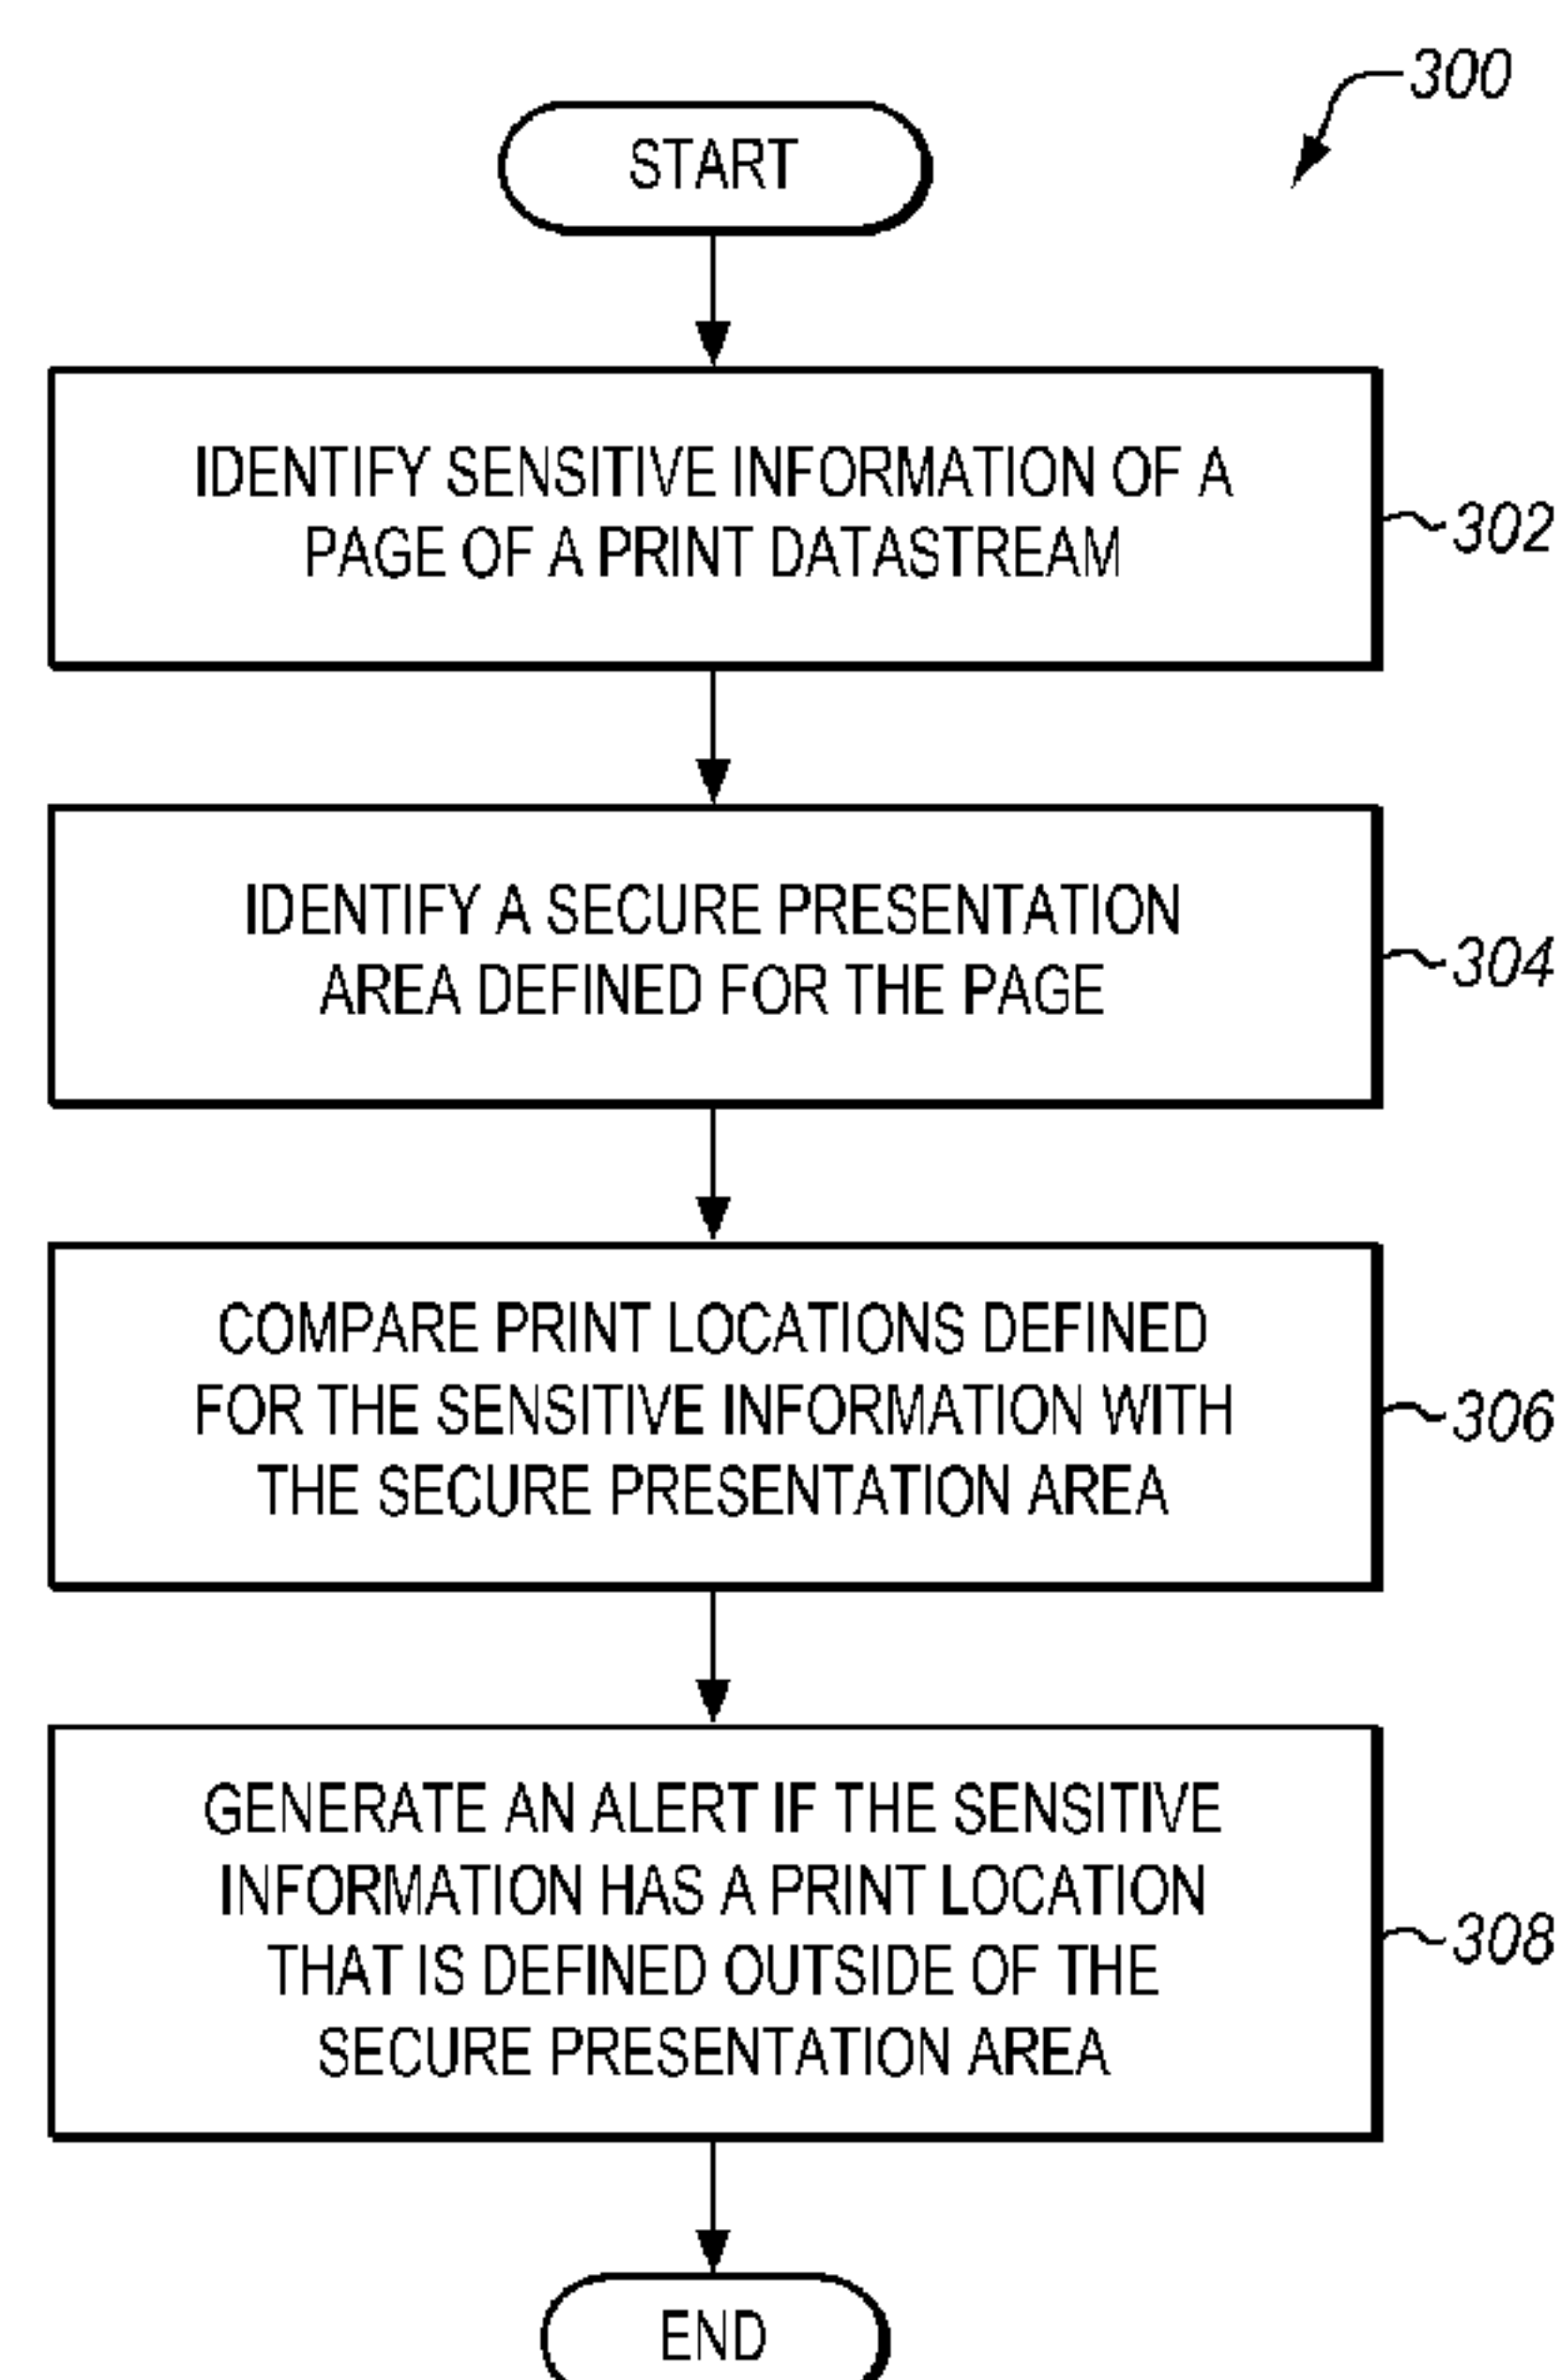 300
START
IDENTIFY SENSITIVE INFORMATION OF A
PAGE OF A PRINT DATASTREAM
302
IDENTIFY A SECURE PRESENTATION
AREA DEFINED FOR THE PAGE
304
COMPARE PRINT LOCATIONS DEFINED
FOR THE SENSITIVE INFORMATION WITH
THE SECURE PRESENTATION AREA
306
GENERATE AN ALERT IF THE SENSITIVE
INFORMATION HAS A PRINT LOCATION
THAT IS DEFINED OUTSIDE OF THE
SECURE PRESENTATION AREA
308
END